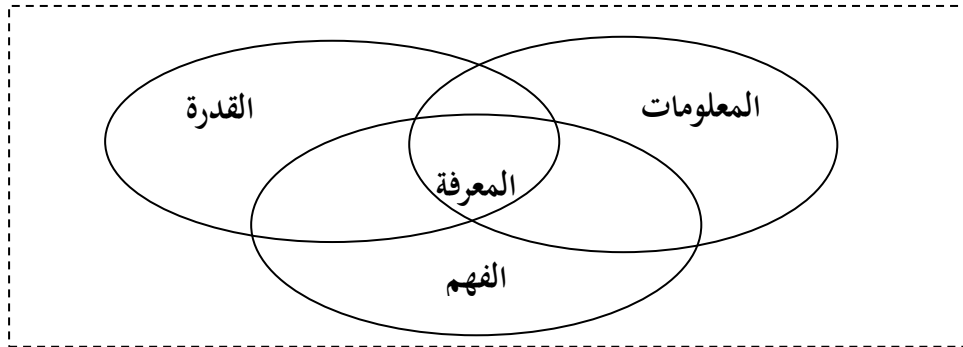 المعلومات
القدرة
المعرفة
الفهم